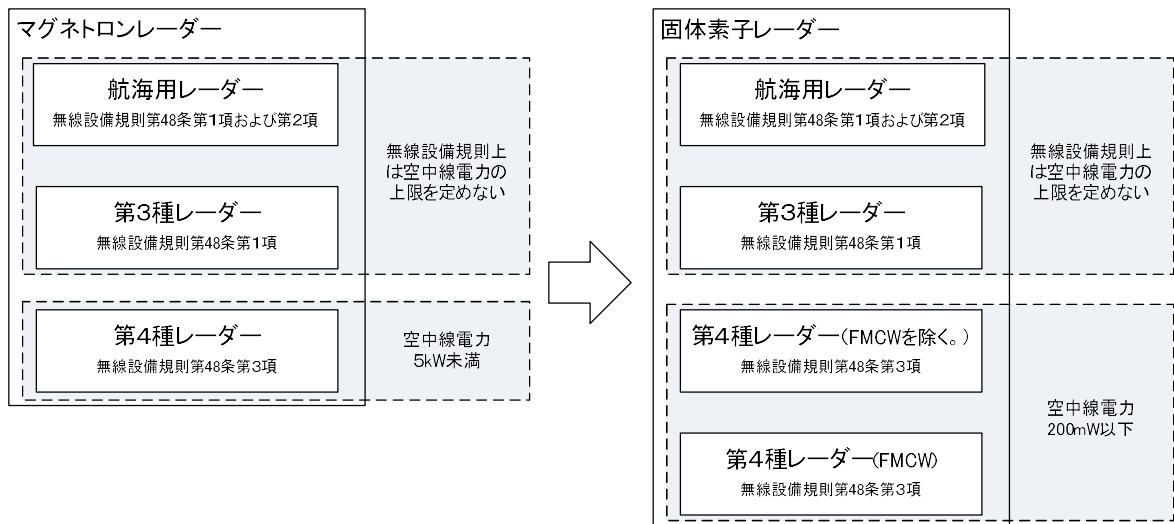 マグネトロンレーダー
航海用レーダー
無線設備規則第48条第1項および第2項
第3種レーダー
無線設備規則第48条第1項
無線設備規則上
は空中線電力の
上限を定めない
第4種レーダー
無線設備規則第48条第3項
空中線電力
5kW未満
固体素子レーダー
航海用レーダー
無線設備規則第48条第1項および第2項
第3種レーダー
無線設備規則第48条第1項
無線設備規則上
は空中線電力の
上限を定めない
第4種レーダー(FMCWを除く。)
無線設備規則第48条第3項
第4種レーダー(FMCW)
無線設備規則第48条第3項
空中線電力
200mW以下